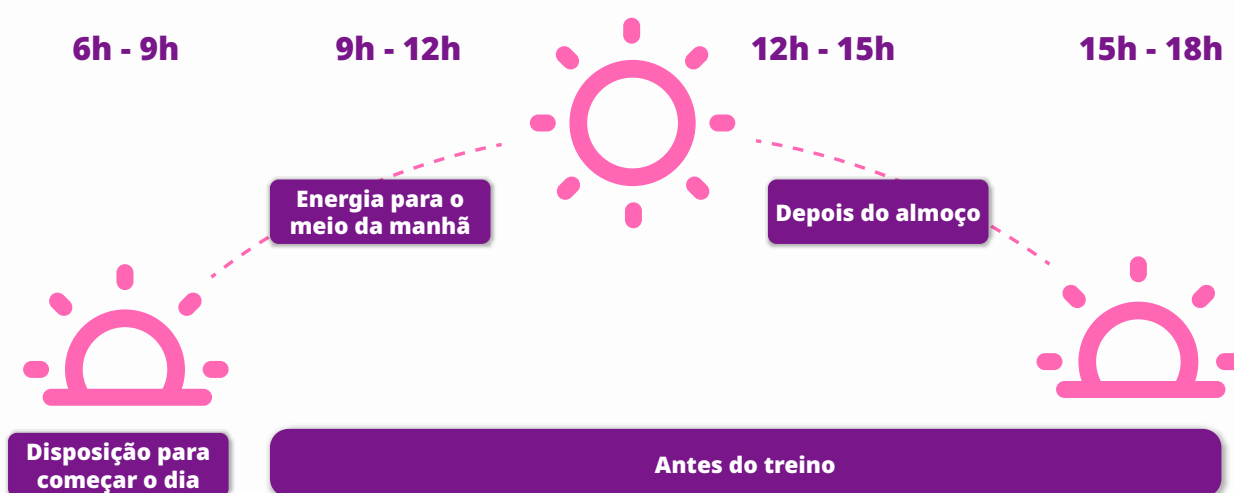 6h - 9h
9h - 12h
12h - 15h
15h - 18h
Energia para o
meio da manhã
Depois do almoço
Disposição para
começar o dia
Antes do treino